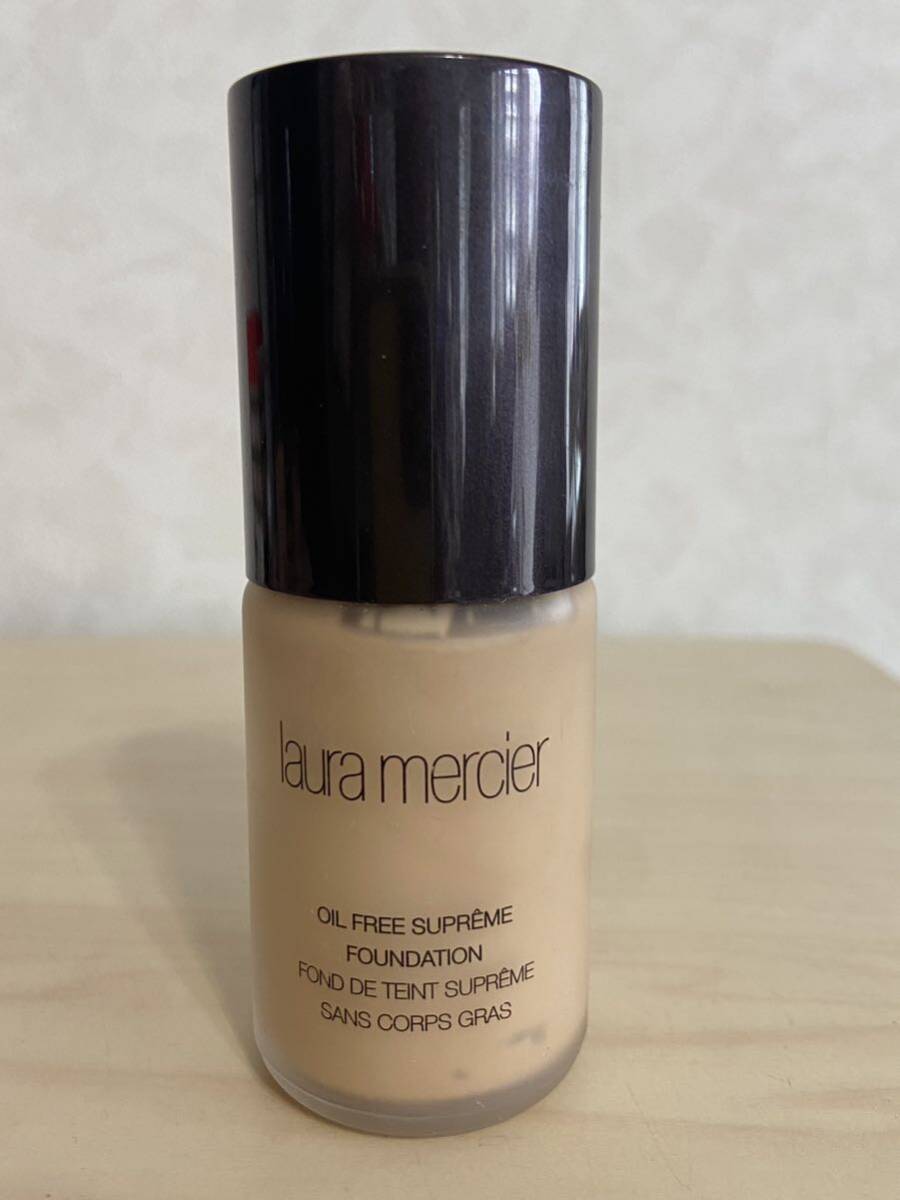 laura mercier
OIL FREE SUPRÊME
FOUNDATION
FOND DE TEINT SUPRÊME
SANS CORPS GRAS